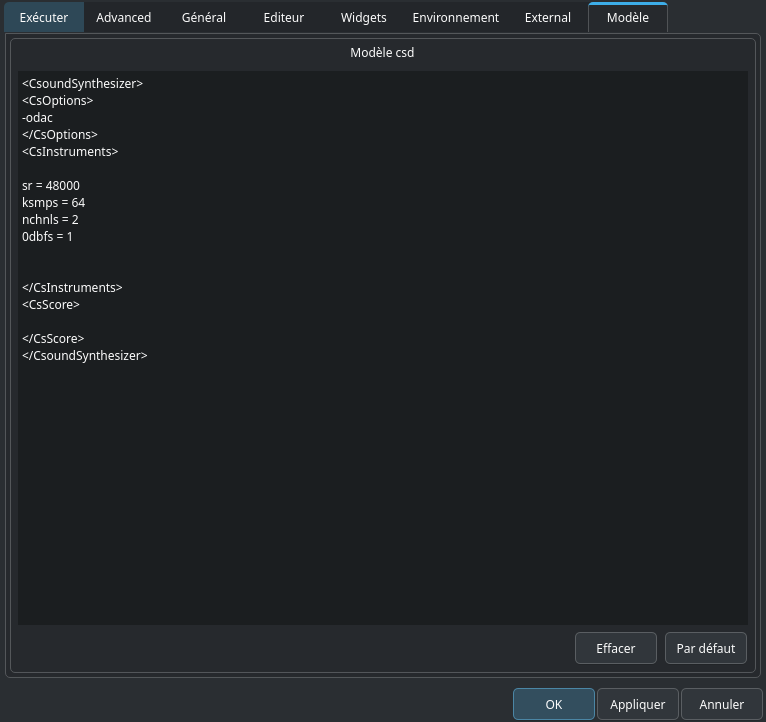 Exécuter Advanced Général Editeur Widgets Environnement External Modèle
Modèle csd
<CsoundSynthesizer>
<CsOptions>
-odac
</CsOptions>
<CsInstruments>
sr = 48000
ksmps = 64
nchnls = 2
0dbfs = 1
</CsInstruments>
<CsScore>
</CsScore>
</CsoundSynthesizer>
Effacer Par défaut
OK Appliquer Annuler